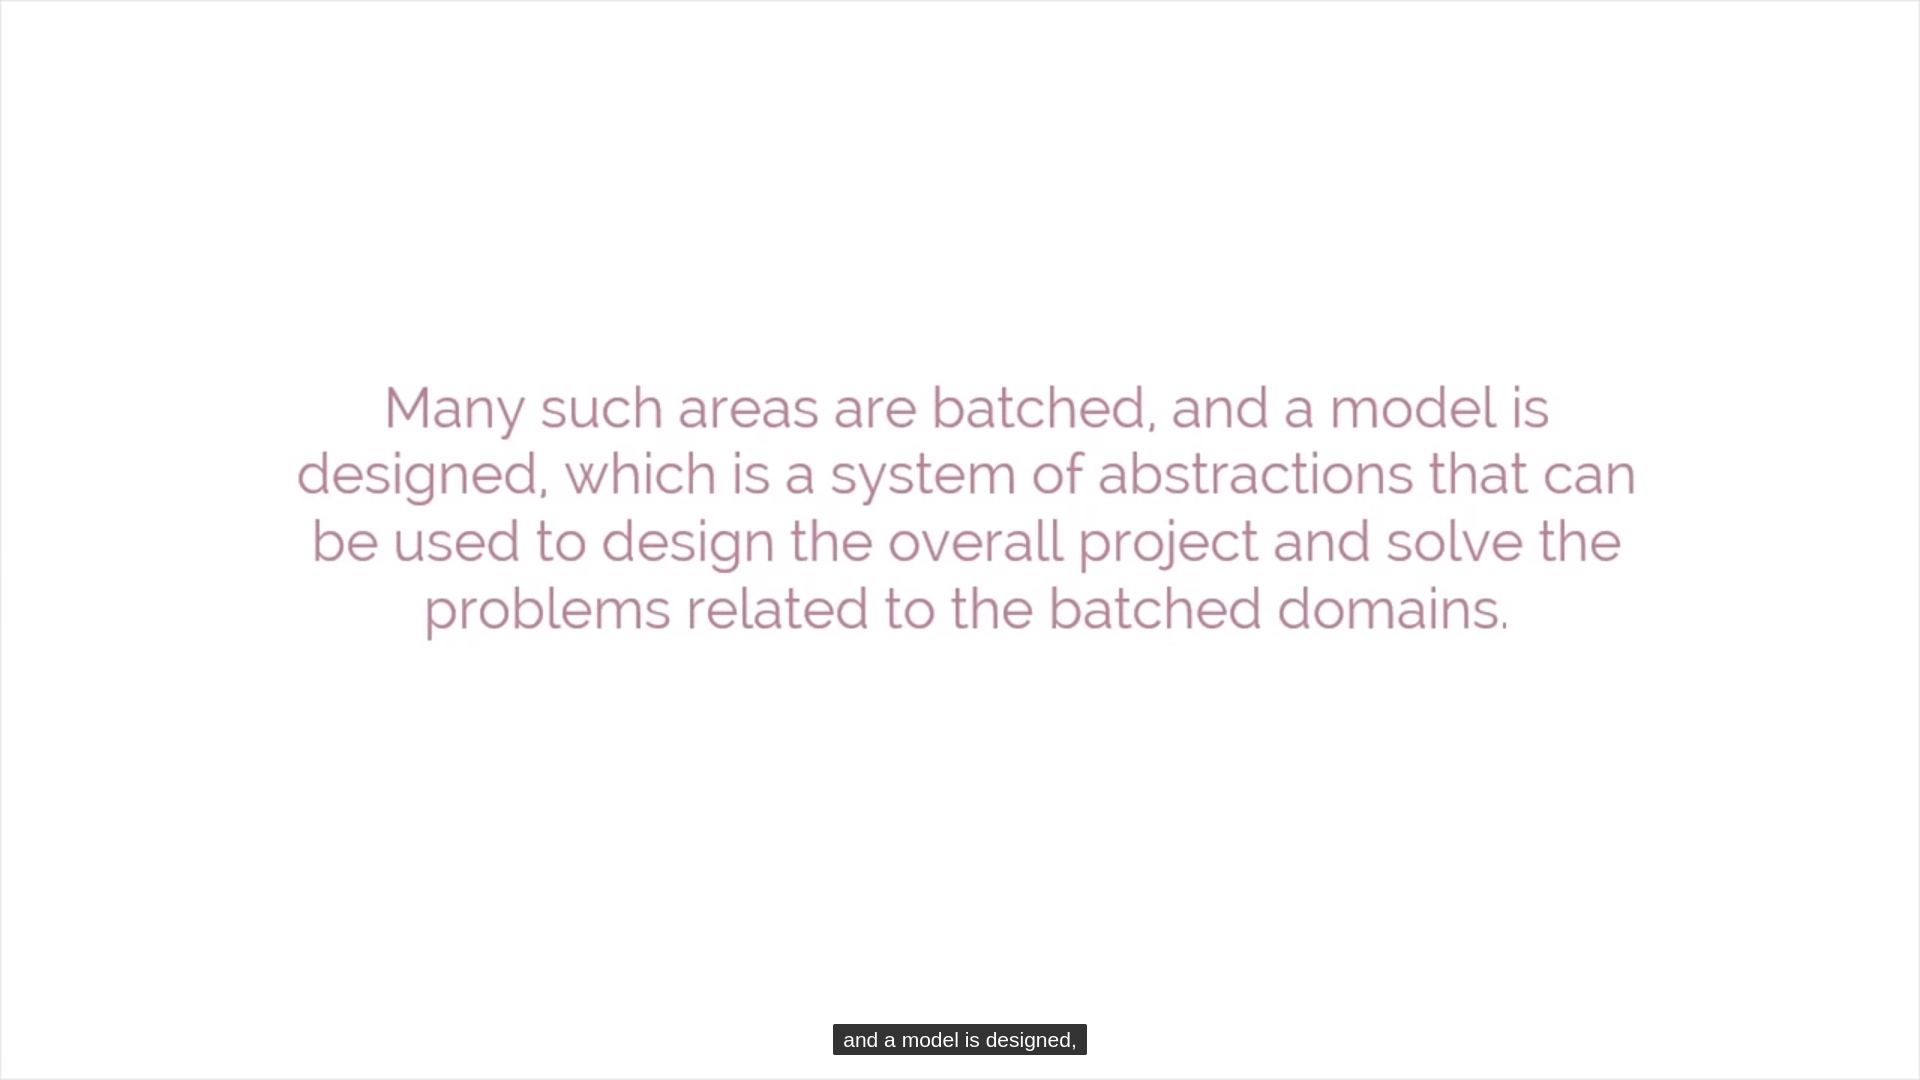 Many such areas are batched, and a model is
designed, which is a system of abstractions that can
be used to design the overall project and solve the
problems related to the batched domains.
and a model is designed,